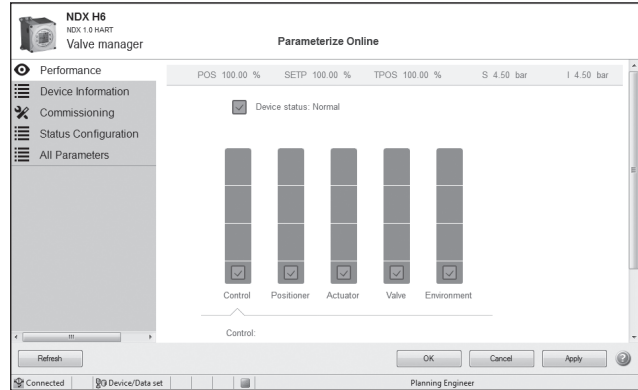 NDX H6
NDX 1.0 HART
Valve manager
Parameterize Online
Performance
Device Information
Commissioning
Status Configuration
All Parameters
POS 100.00 % SETP 100.00 % TPOS 100.00 % S 4.50 bar I 4.50 bar
Device status: Normal
Control Positioner Actuator Valve Environment
Control:
Refresh OK Cancel Apply ?
Connected Device/Data set Planning Engineer